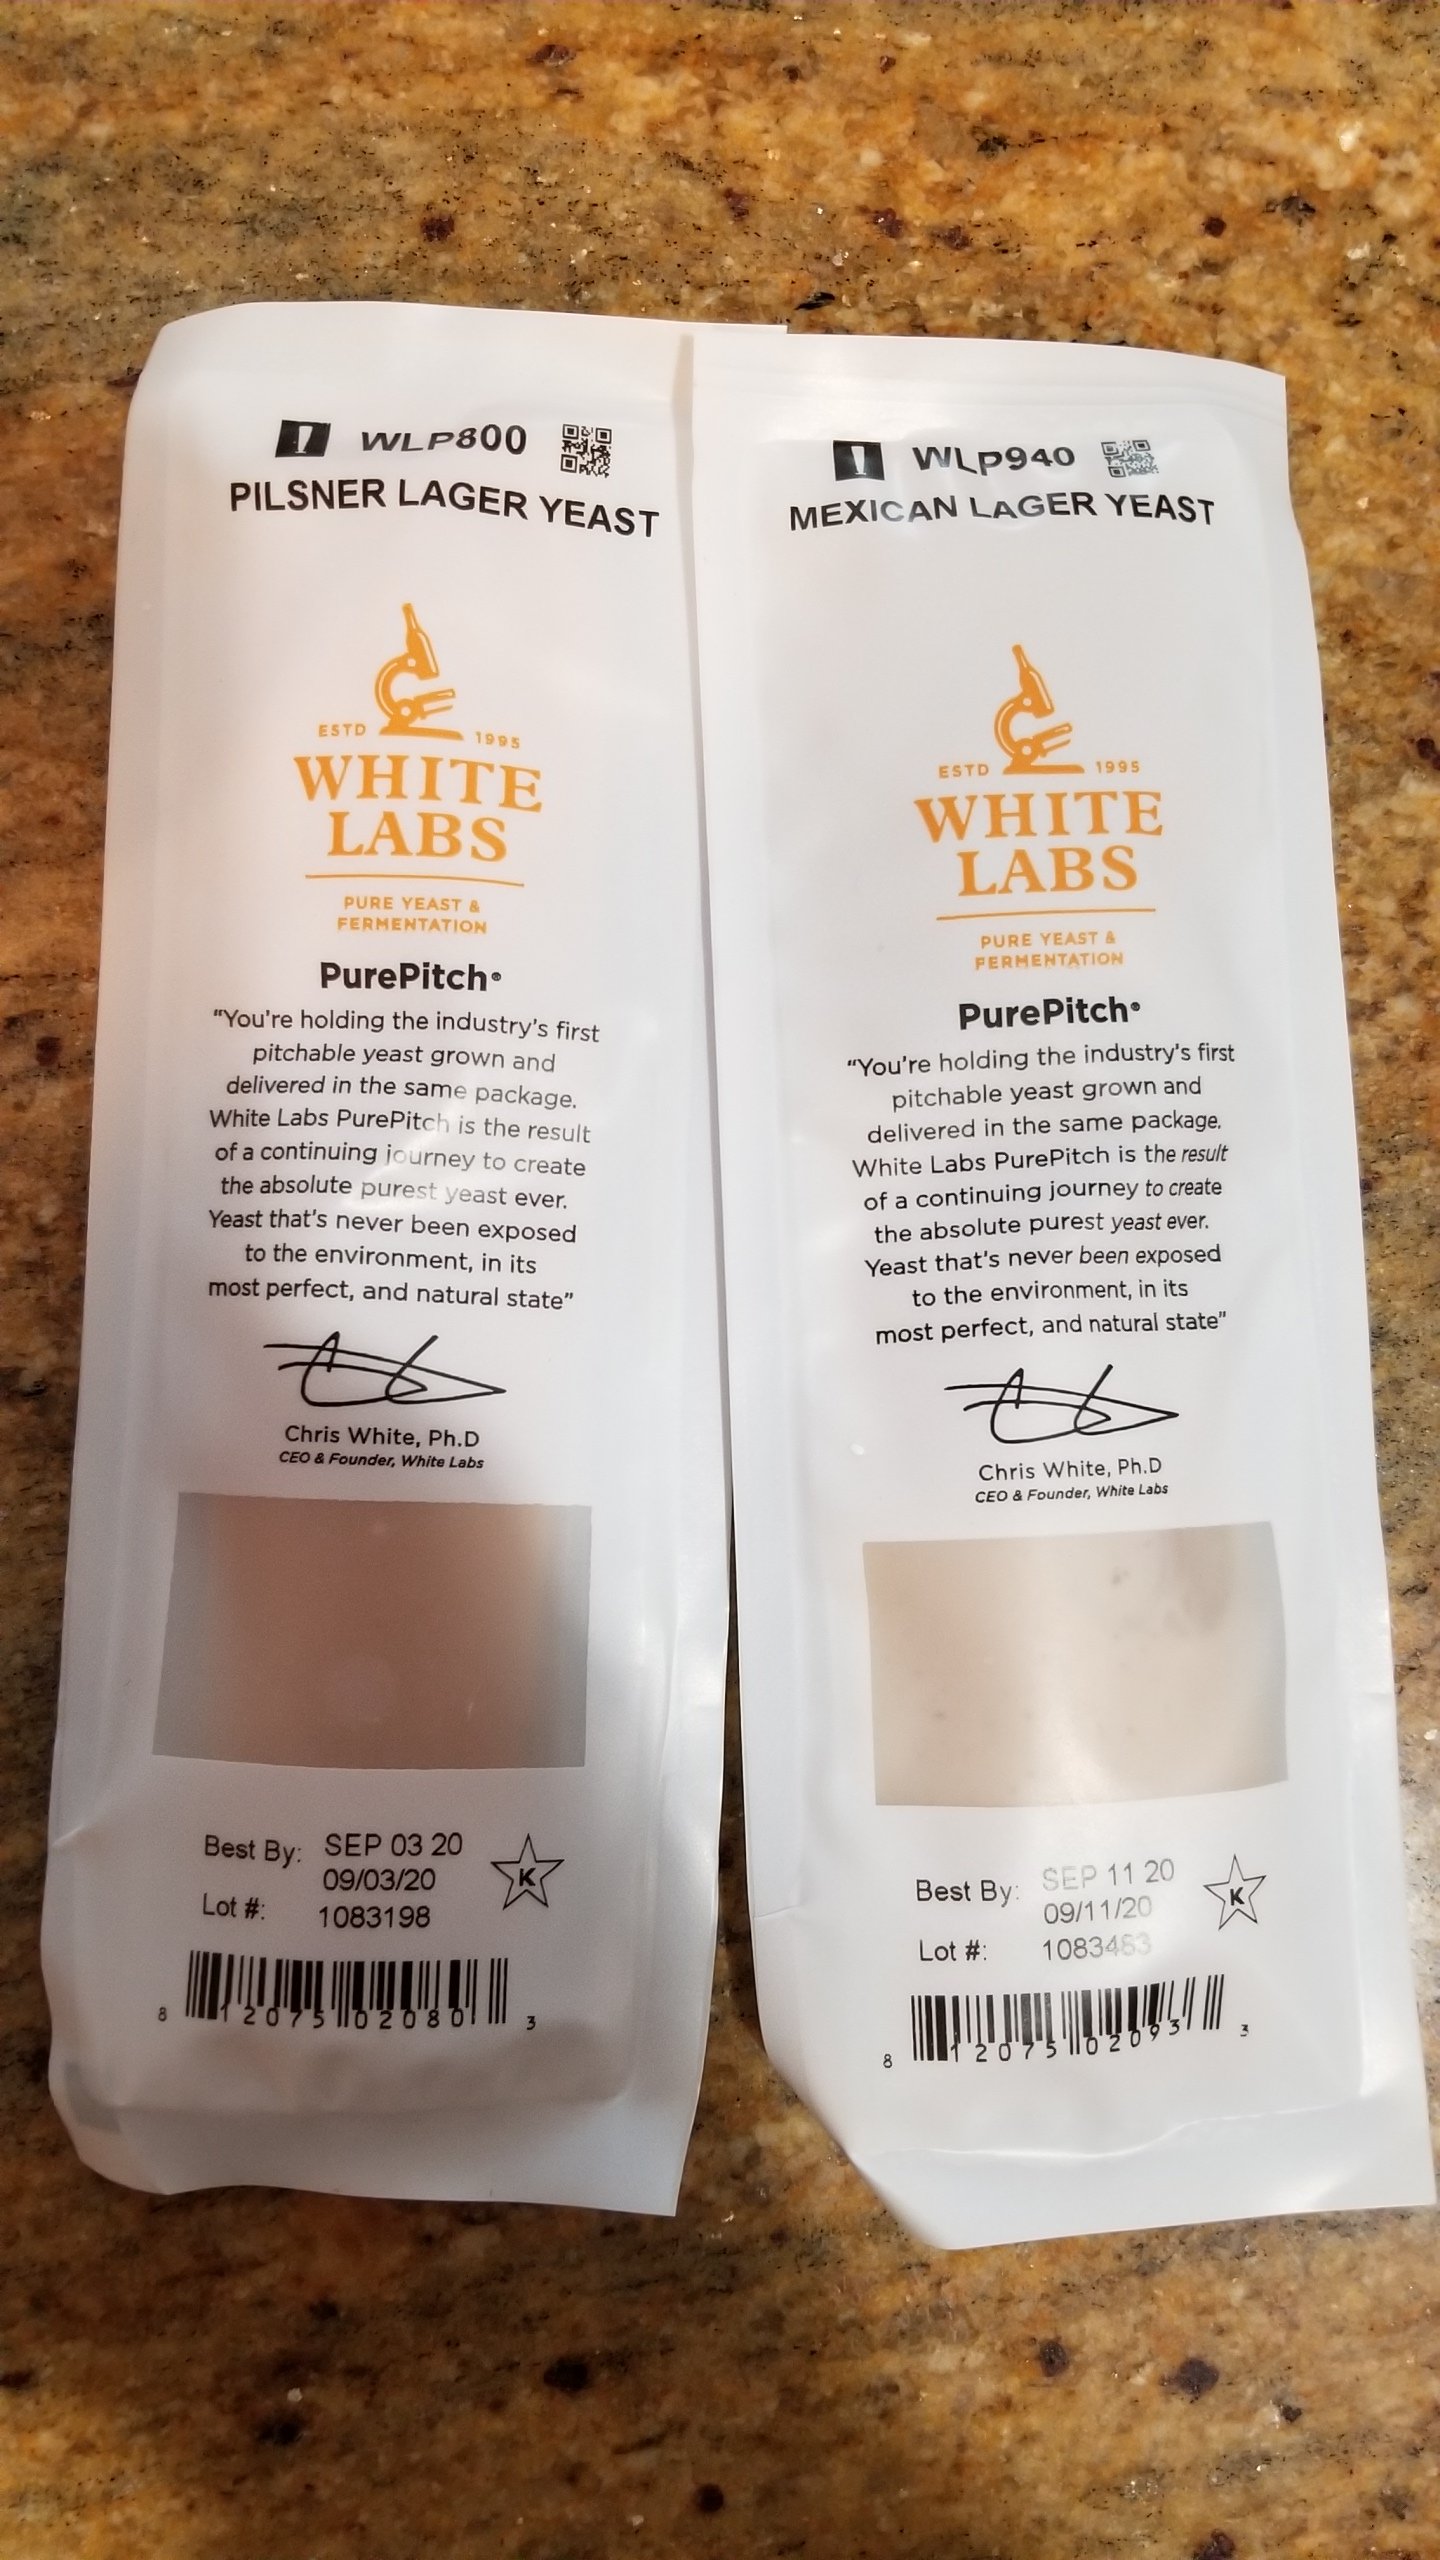 WLP800
PILSNER LAGER YEAST
ESTD 1995
WHITE
LABS
PURE YEAST &
FERMENTATION
PurePitch®
“You're holding the industry's first
pitchable yeast grown and
delivered in the same package.
White Labs PurePitch is the result
of a continuing journey to create
the absolute purest yeast ever.
Yeast that's never been exposed
to the environment, in its
most perfect, and natural state”
Chris White, Ph.D
CEO & Founder, White Labs
Best By: SEP 03 20
09/03/20
Lot #: 1083198
K
8 12075 02080 3
WLP940
MEXICAN LAGER YEAST
ESTD 1995
WHITE
LABS
PURE YEAST &
FERMENTATION
PurePitch®
“You're holding the industry's first
pitchable yeast grown and
delivered in the same package.
White Labs PurePitch is the result
of a continuing journey to create
the absolute purest yeast ever.
Yeast that's never been exposed
to the environment, in its
most perfect, and natural state”
Chris White, Ph.D
CEO & Founder, White Labs
Best By: SEP 11 20
09/11/20
Lot #: 1083463
K
8 12075 02093 3